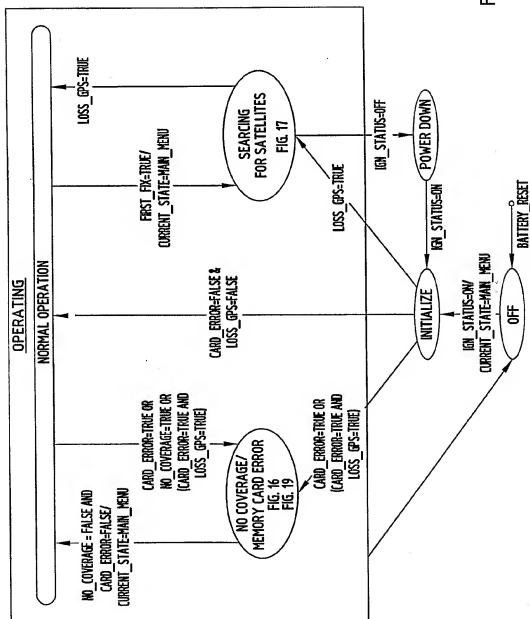 OPERATING
NORMAL OPERATION
LOSS_GPS=TRUE
FIRST_FIX=TRUE/
CURRENT_STATE=MAIN_MENU
SEARCING
FOR SATELLITES
FIG. 17
CARD_ERROR=FALSE &
LOSS_GPS=FALSE
CARD_ERROR=TRUE OR
NO_COVERAGE=TRUE OR
(CARD_ERROR=TRUE AND
LOSS_GPS=TRUE)
NO_COVERAGE = FALSE AND
CARD_ERROR=FALSE/
CURRENT_STATE=MAIN_MENU
NO COVERAGE/
MEMORY CARD ERROR
FIG. 16
FIG. 19
IGN_STATUS=OFF
POWER DOWN
LOSS_GPS=TRUE
IGN_STATUS=ON
INITIALIZE
CARD_ERROR=TRUE OR
(CARD_ERROR=TRUE AND
LOSS_GPS=TRUE)
IGN_STATUS=ON/
CURRENT_STATE=MAIN_MENU
OFF
BATTERY_RESET
F